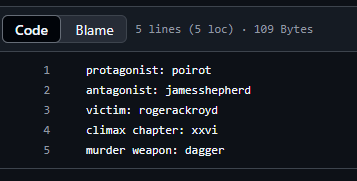 Code Blame 5 lines (5 loc) · 109 Bytes
1 protagonist: poirot
2 antagonist: jamesshepherd
3 victim: rogerackroyd
4 climax chapter: xxvi
5 murder weapon: dagger